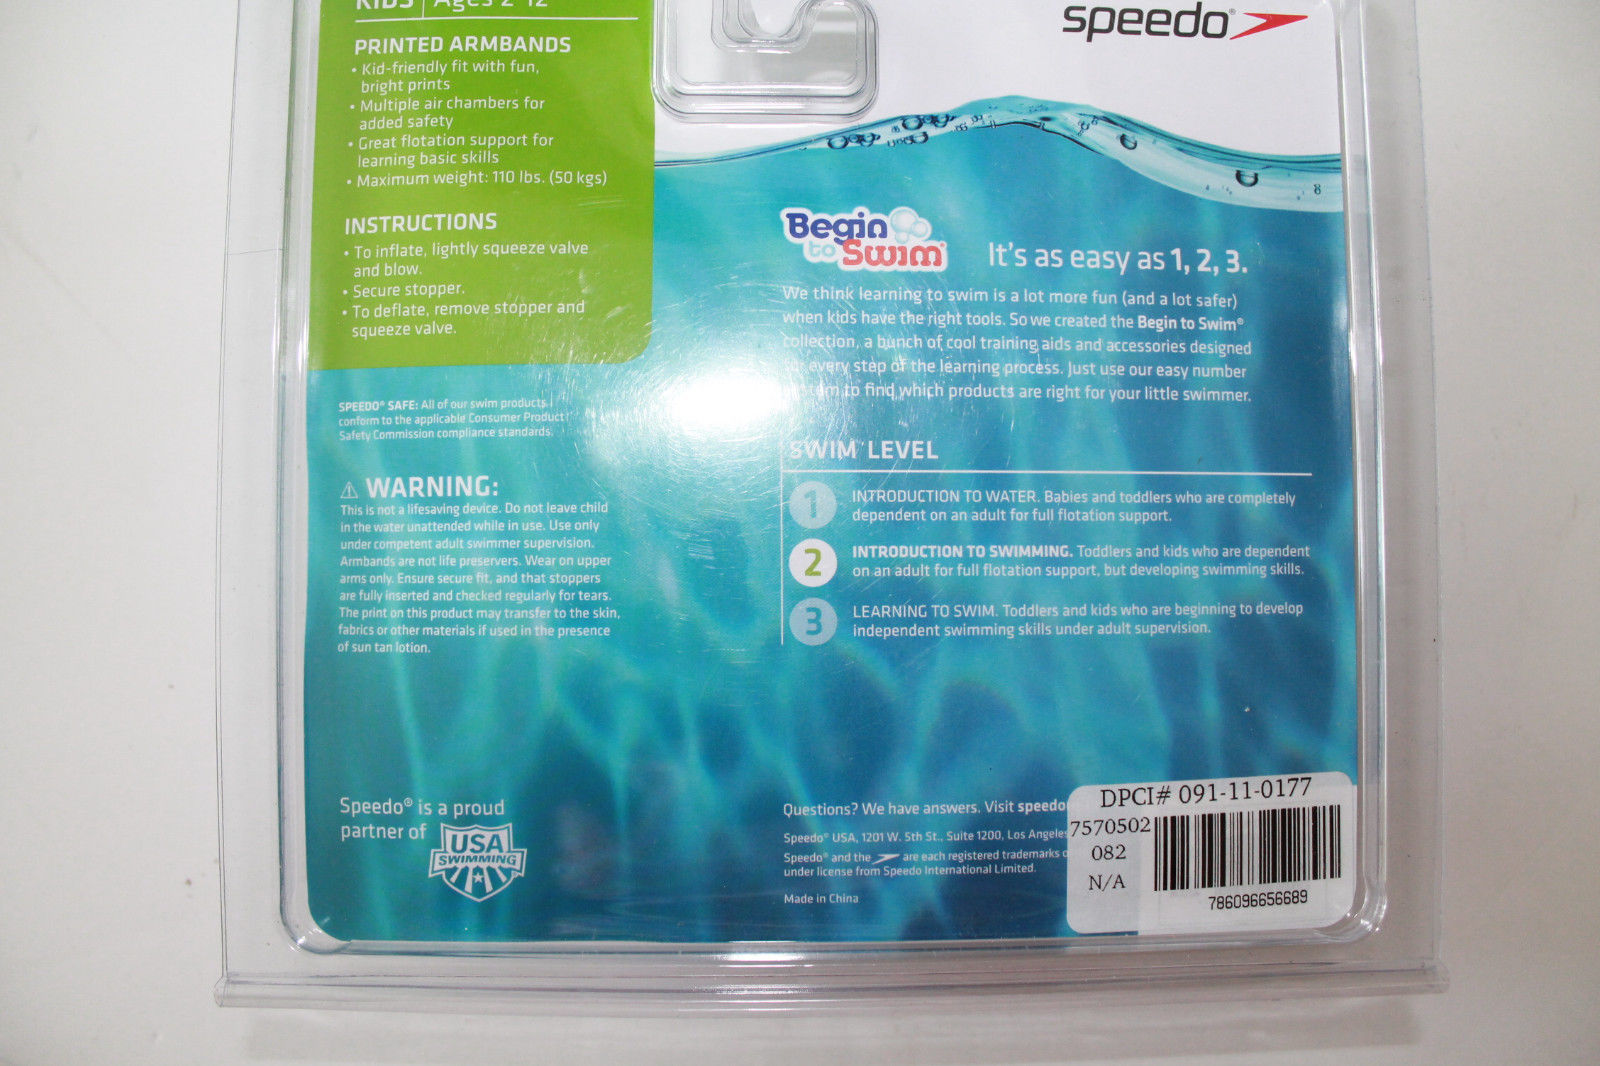 KIDS | Ages 2-12
PRINTED ARMBANDS
• Kid-friendly fit with fun,
bright prints
• Multiple air chambers for
added safety
• Great flotation support for
learning basic skills
• Maximum weight: 110 lbs. (50 kgs)
INSTRUCTIONS
• To inflate, lightly squeeze valve
and blow.
• Secure stopper.
• To deflate, remove stopper and
squeeze valve.
SPEEDO® SAFE: All of our swim products
conform to the applicable Consumer Product
Safety Commission compliance standards.
⚠ WARNING:
This is not a lifesaving device. Do not leave child
in the water unattended while in use. Use only
under competent adult swimmer supervision.
Armbands are not life preservers. Wear on upper
arms only. Ensure secure fit, and that stoppers
are fully inserted and checked regularly for tears.
The print on this product may transfer to the skin,
fabrics or other materials if used in the presence
of sun tan lotion.
Speedo® is a proud
partner of
USA
SWIMMING
speedo®
Begin
to Swim®
It's as easy as 1, 2, 3.
We think learning to swim is a lot more fun (and a lot safer)
when kids have the right tools. So we created the Begin to Swim®
collection, a bunch of cool training aids and accessories designed
every step of the learning process. Just use our easy number
to find which products are right for your little swimmer.
SWIM LEVEL
1 INTRODUCTION TO WATER. Babies and toddlers who are completely
dependent on an adult for full flotation support.
2 INTRODUCTION TO SWIMMING. Toddlers and kids who are dependent
on an adult for full flotation support, but developing swimming skills.
3 LEARNING TO SWIM. Toddlers and kids who are beginning to develop
independent swimming skills under adult supervision.
Questions? We have answers. Visit speedo
Speedo® USA, 1201 W. 5th St., Suite 1200, Los Angeles
Speedo® and the are each registered trademarks
under license from Speedo International Limited.
Made in China
DPCI# 091-11-0177
7570502
082
N/A
786096656689